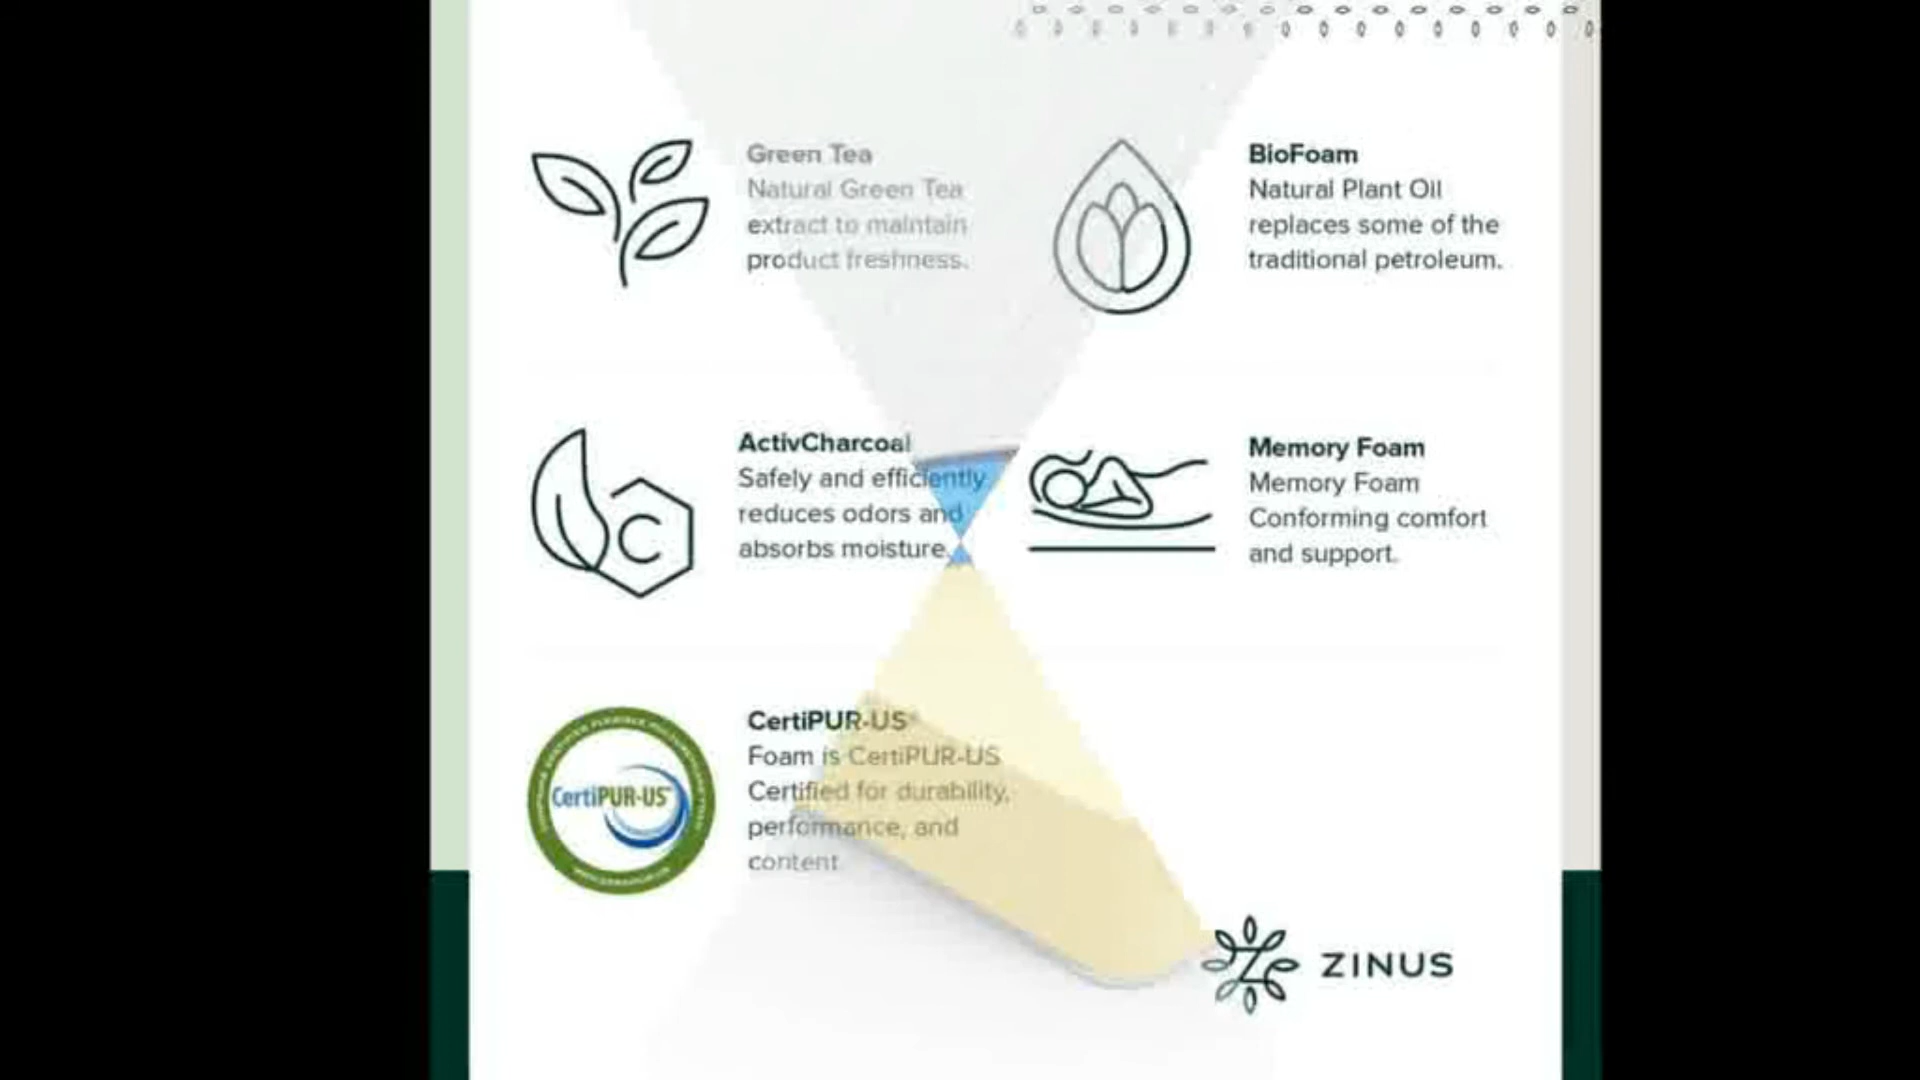 Green Tea
Natural Green Tea
extract to maintain
product freshness.
BioFoam
Natural Plant Oil
replaces some of the
traditional petroleum.
ActivCharcoal
Safely and efficiently
reduces odors and
absorbs moisture.
C
Memory Foam
Memory Foam
Conforming comfort
and support.
CertiPUR-US
CertiPUR-US®
Foam is CertiPUR-US
Certified for durability,
performance, and
content.
ZINUS